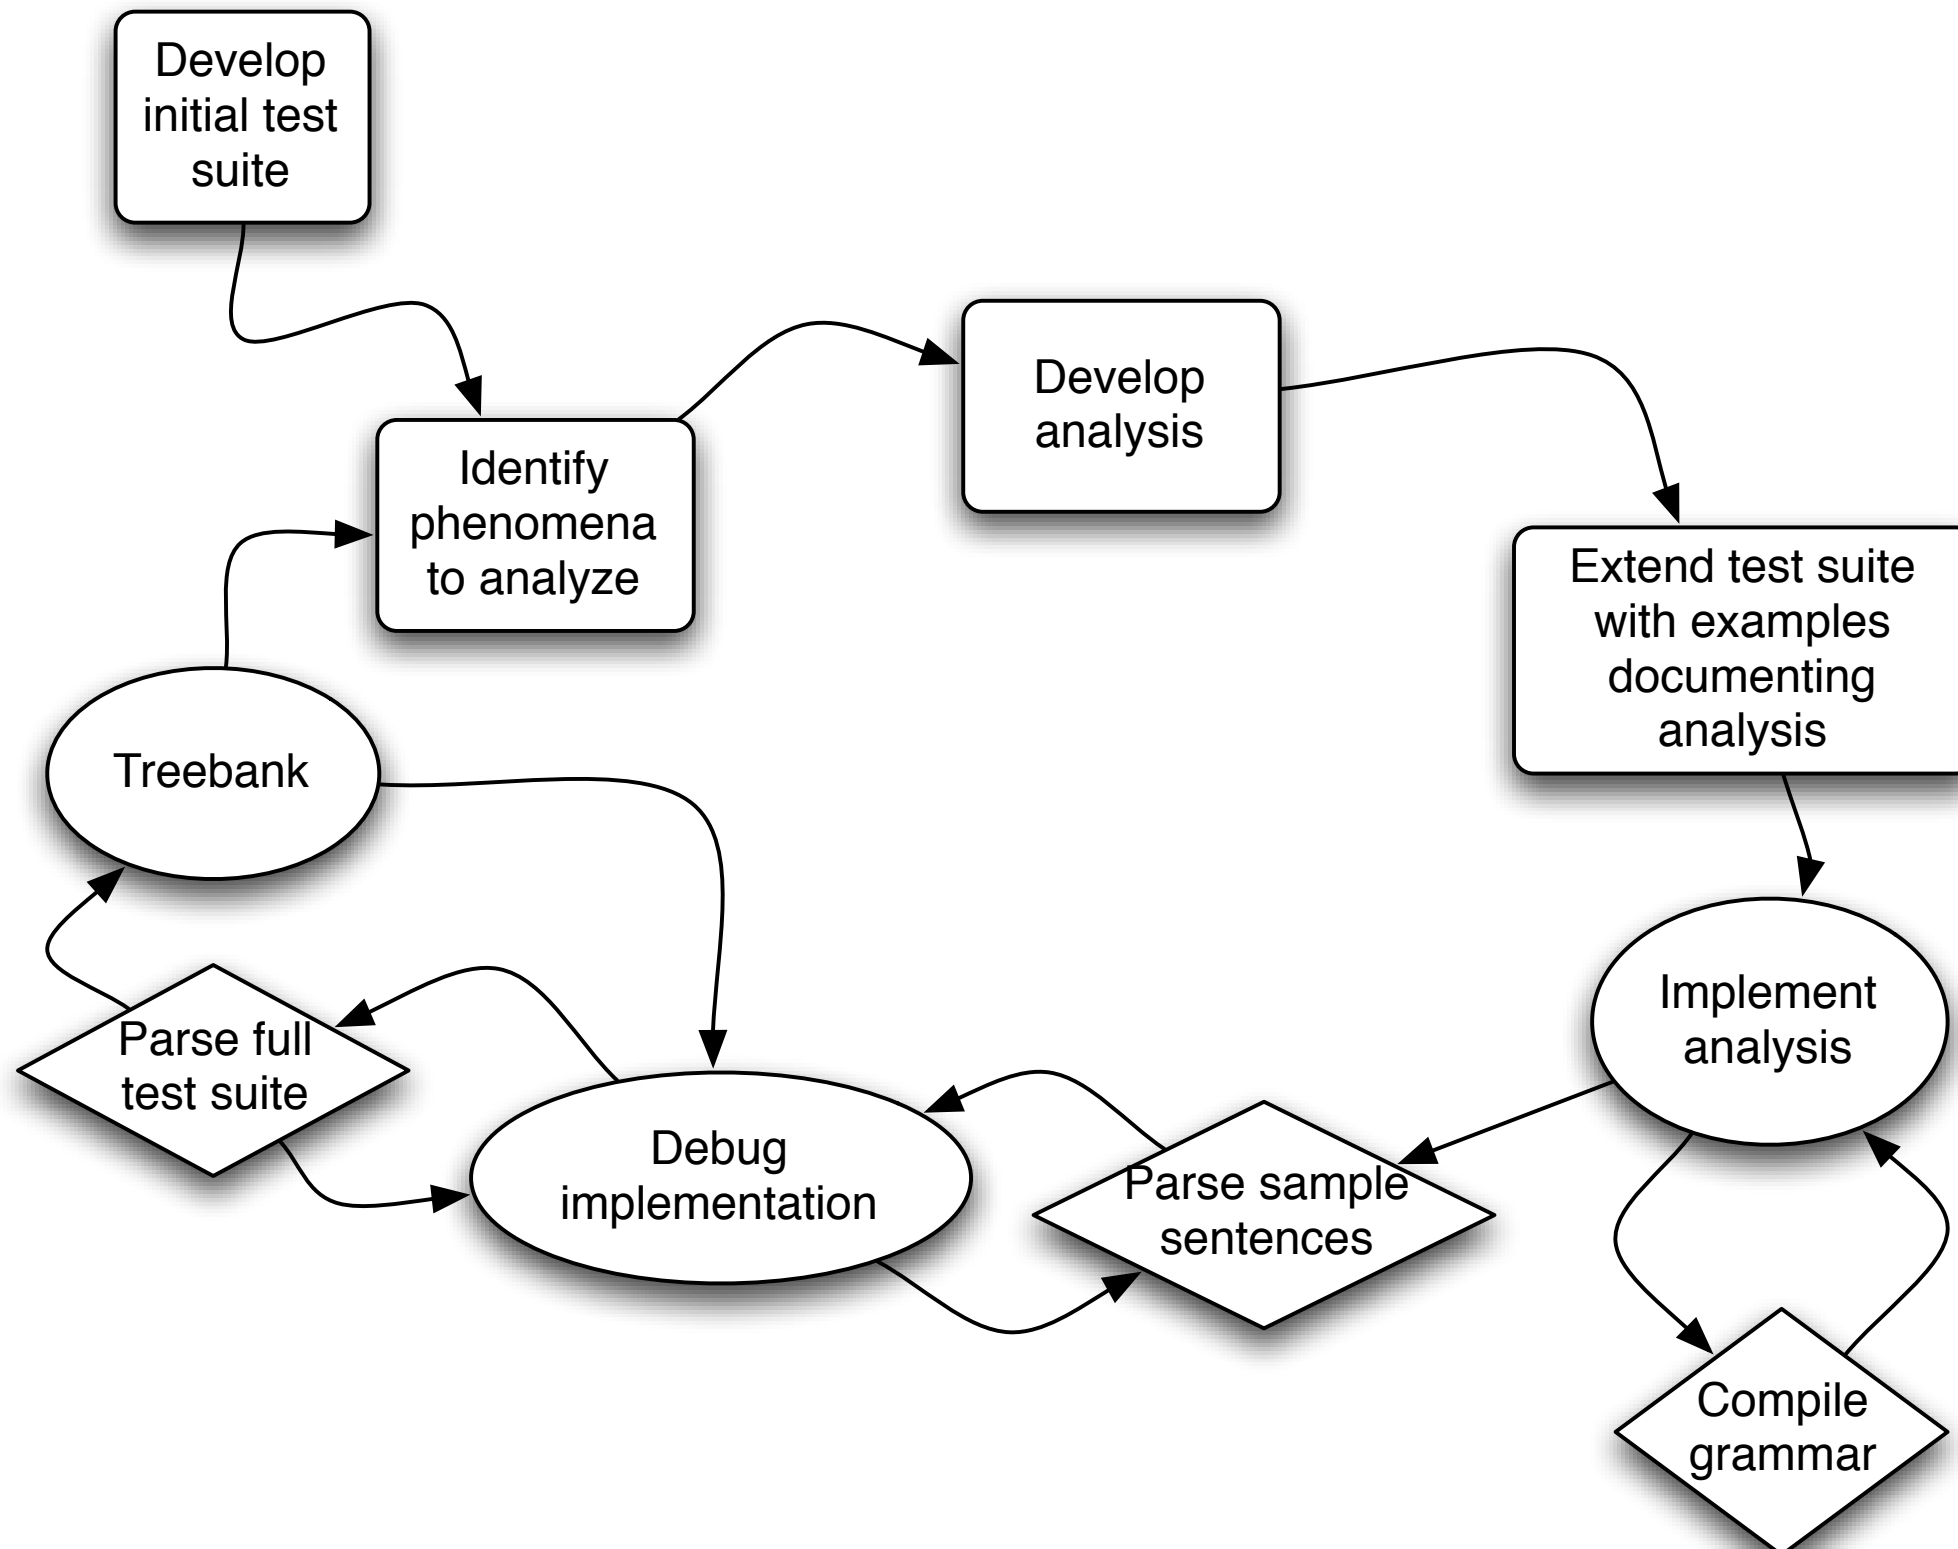 Develop
initial test
suite
Identify
phenomena
to analyze
Develop
analysis
Extend test suite
with examples
documenting
analysis
Treebank
Implement
analysis
Parse full
test suite
Debug
implementation
Parse sample
sentences
Compile
grammar